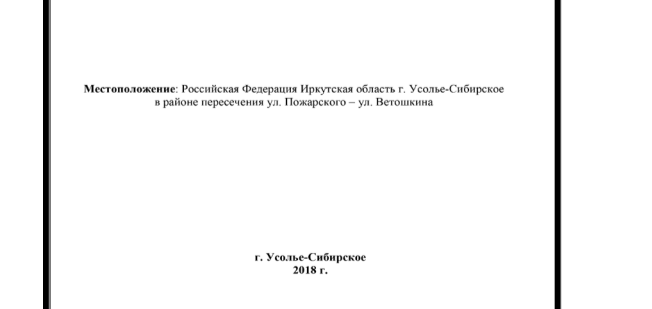 Местоположение: Российская Федерация Иркутская область г. Усолье-Сибирское
в районе пересечения ул. Пожарского – ул. Ветошкина
г. Усолье-Сибирское
2018 г.